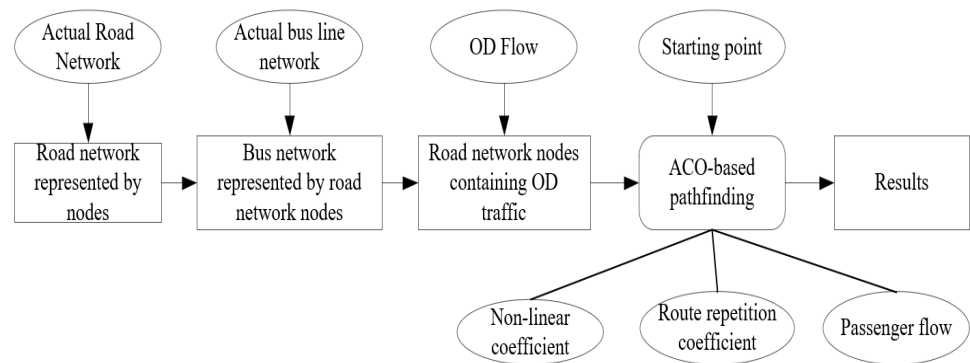 Actual Road
Network
Actual bus line
network
OD Flow
Starting point
Road network
represented by
nodes
Bus network
represented by road
network nodes
Road network nodes
containing OD
traffic
ACO-based
pathfinding
Results
Non-linear
coefficient
Route repetition
coefficient
Passenger flow